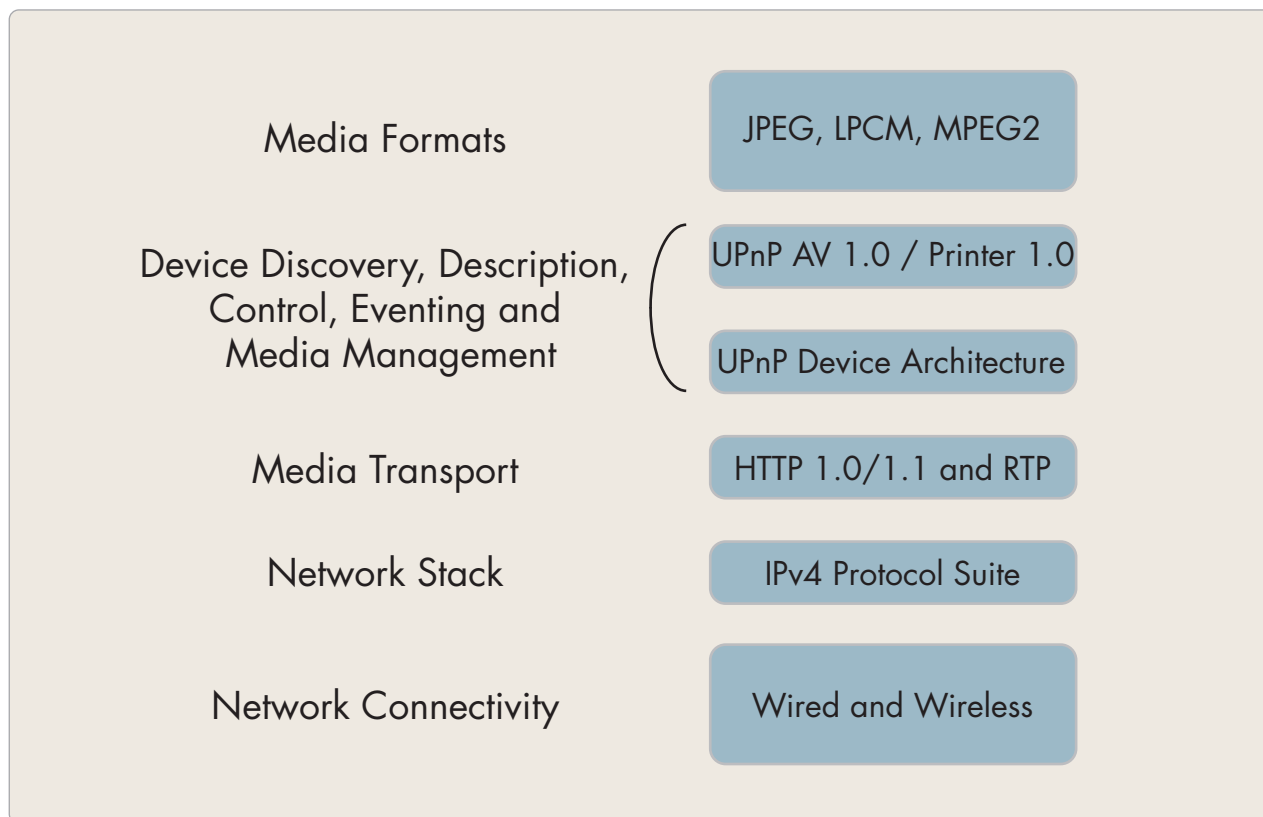 Media Formats
JPEG, LPCM, MPEG2
Device Discovery, Description,
Control, Eventing and
Media Management
UPnP AV 1.0 / Printer 1.0
UPnP Device Architecture
Media Transport
HTTP 1.0/1.1 and RTP
Network Stack
IPv4 Protocol Suite
Network Connectivity
Wired and Wireless